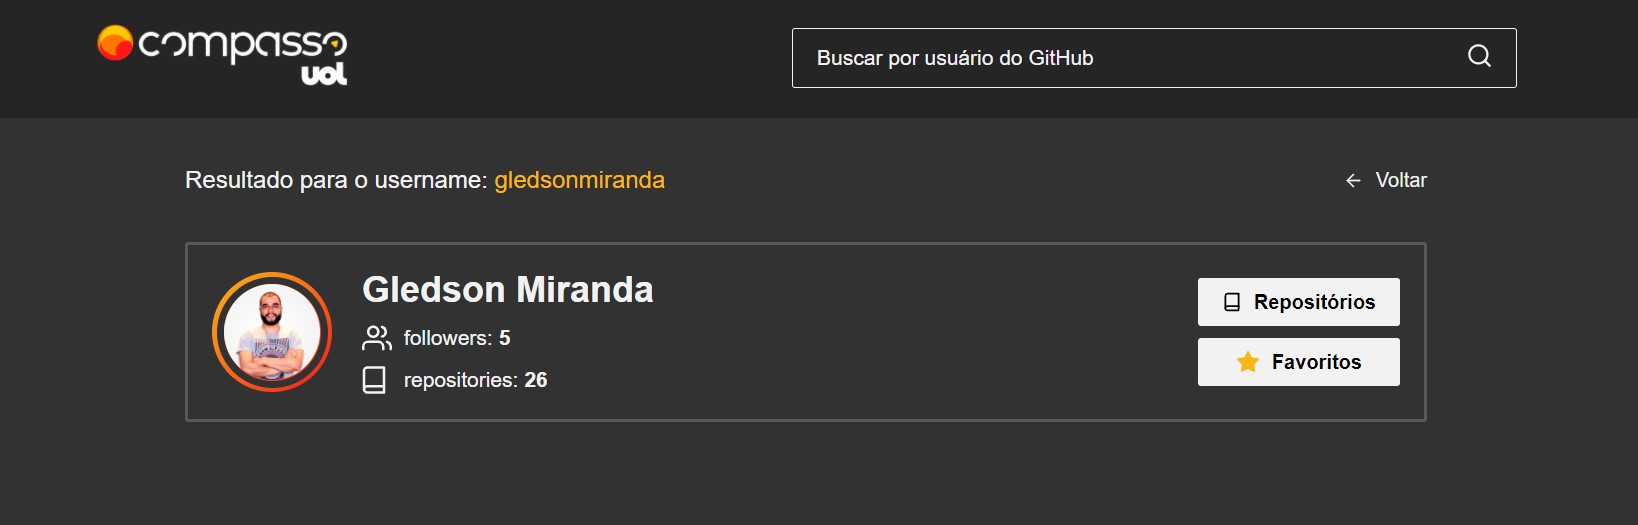 compasso
uol
Buscar por usuário do GitHub
Resultado para o username: gledsonmiranda
Voltar
Gledson Miranda
followers: 5
repositories: 26
Repositórios
Favoritos